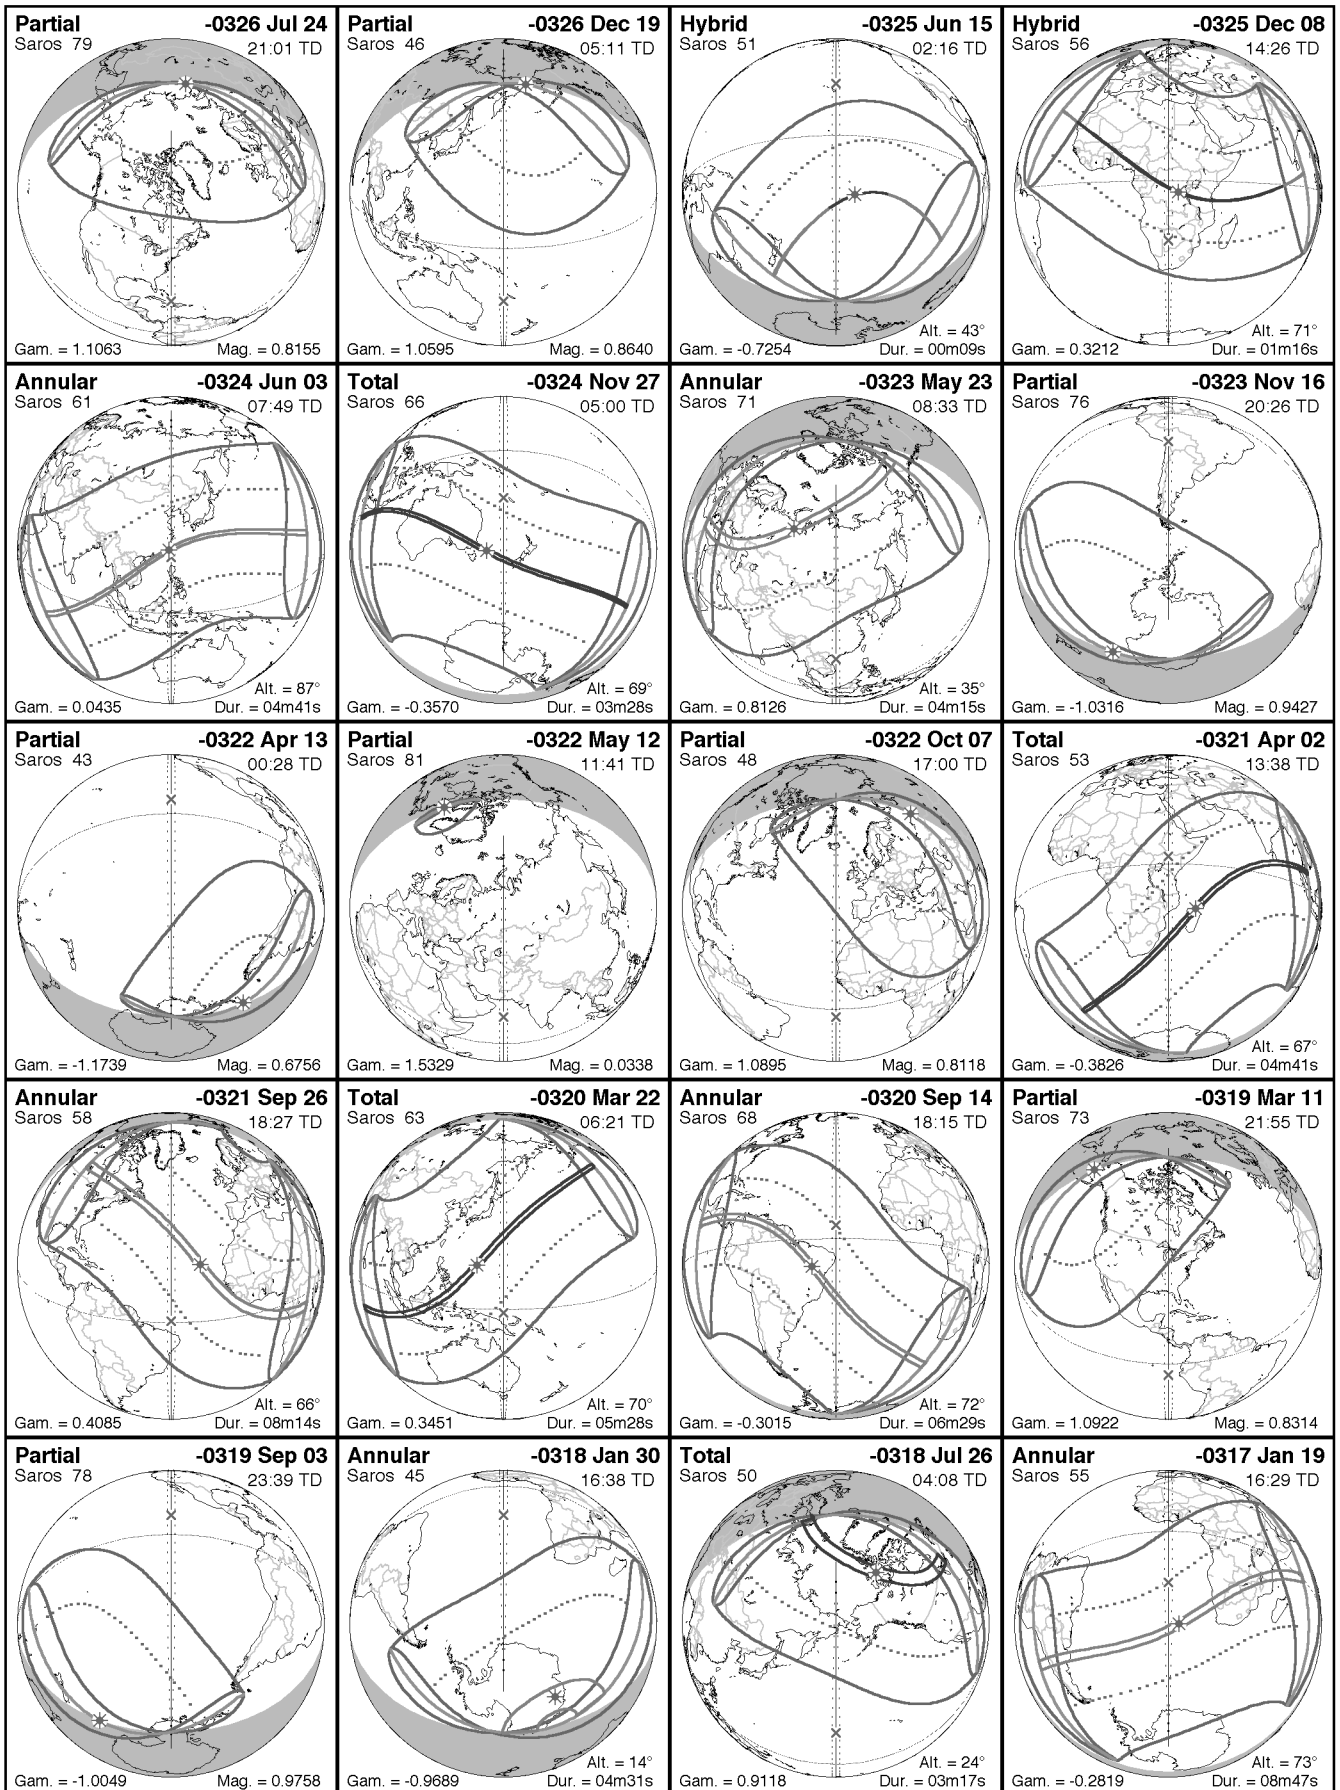 Partial -0326 Jul 24
Saros 79 21:01 TD
Gam. = 1.1063 Mag. = 0.8155
Partial -0326 Dec 19
Saros 46 05:11 TD
Gam. = 1.0595 Mag. = 0.8640
Hybrid -0325 Jun 15
Saros 51 02:16 TD
Alt. = 43°
Gam. = -0.7254 Dur. = 00m09s
Hybrid -0325 Dec 08
Saros 56 14:26 TD
Alt. = 71°
Gam. = 0.3212 Dur. = 01m16s
Annular -0324 Jun 03
Saros 61 07:49 TD
Alt. = 87°
Gam. = 0.0435 Dur. = 04m41s
Total -0324 Nov 27
Saros 66 05:00 TD
Alt. = 69°
Gam. = -0.3570 Dur. = 03m28s
Annular -0323 May 23
Saros 71 08:33 TD
Alt. = 35°
Gam. = 0.8126 Dur. = 04m15s
Partial -0323 Nov 16
Saros 76 20:26 TD
Gam. = -1.0316 Mag. = 0.9427
Partial -0322 Apr 13
Saros 43 00:28 TD
Gam. = -1.1739 Mag. = 0.6756
Partial -0322 May 12
Saros 81 11:41 TD
Gam. = 1.5329 Mag. = 0.0338
Partial -0322 Oct 07
Saros 48 17:00 TD
Gam. = 1.0895 Mag. = 0.8118
Total -0321 Apr 02
Saros 53 13:38 TD
Alt. = 67°
Gam. = -0.3826 Dur. = 04m41s
Annular -0321 Sep 26
Saros 58 18:27 TD
Alt. = 66°
Gam. = 0.4085 Dur. = 08m14s
Total -0320 Mar 22
Saros 63 06:21 TD
Alt. = 70°
Gam. = 0.3451 Dur. = 05m28s
Annular -0320 Sep 14
Saros 68 18:15 TD
Alt. = 72°
Gam. = -0.3015 Dur. = 06m29s
Partial -0319 Mar 11
Saros 73 21:55 TD
Gam. = 1.0922 Mag. = 0.8314
Partial -0319 Sep 03
Saros 78 23:39 TD
Gam. = -1.0049 Mag. = 0.9758
Annular -0318 Jan 30
Saros 45 16:38 TD
Alt. = 14°
Gam. = -0.9689 Dur. = 04m31s
Total -0318 Jul 26
Saros 50 04:08 TD
Alt. = 24°
Gam. = 0.9118 Dur. = 03m17s
Annular -0317 Jan 19
Saros 55 16:29 TD
Alt. = 73°
Gam. = -0.2819 Dur. = 08m47s